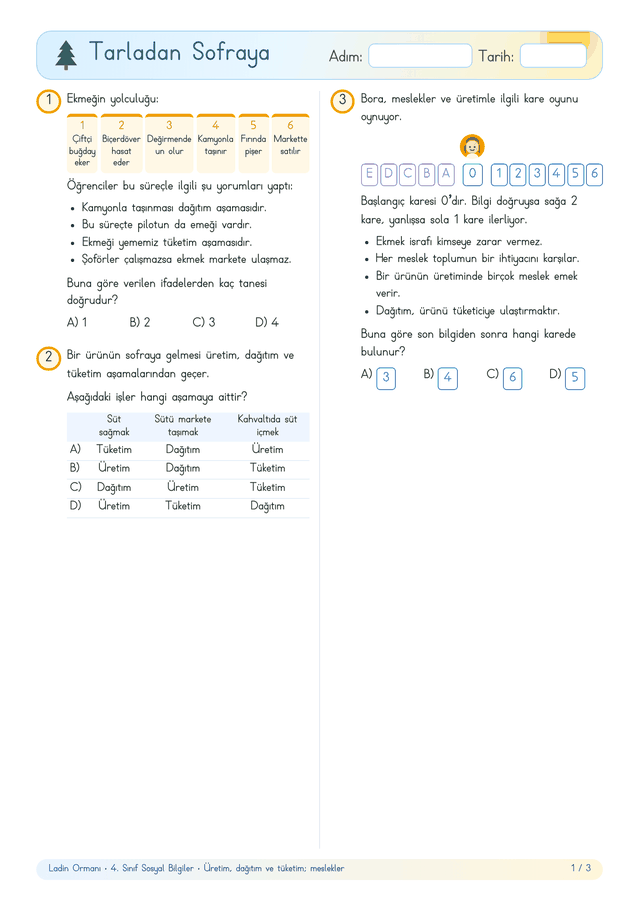 Tarladan Sofraya
Adım:
Tarih:
1
Ekmeğin yolculuğu:
1
Çiftçi
buğday
eker
2
Biçerdöver
hasat
eder
3
Değirmende
un olur
4
Kamyonla
taşınır
5
Fırında
pişer
6
Markette
satılır
Öğrenciler bu süreçle ilgili şu yorumları yaptı:
• Kamyonla taşınması dağıtım aşamasıdır.
• Bu süreçte pilotun da emeği vardır.
• Ekmeği yememiz tüketim aşamasıdır.
• Şoförler çalışmazsa ekmek markete ulaşmaz.
Buna göre verilen ifadelerden kaç tanesi
doğrudur?
A) 1 B) 2 C) 3 D) 4
2
Bir ürünün sofraya gelmesi üretim, dağıtım ve
tüketim aşamalarından geçer.
Aşağıdaki işler hangi aşamaya aittir?
Süt
sağmak
Sütü markete
taşımak
Kahvaltıda süt
içmek
A) Tüketim Dağıtım Üretim
B) Üretim Dağıtım Tüketim
C) Dağıtım Üretim Tüketim
D) Üretim Tüketim Dağıtım
3
Bora, meslekler ve üretimle ilgili kare oyunu
oynuyor.
E D C B A 0 1 2 3 4 5 6
Başlangıç karesi 0'dır. Bilgi doğruysa sağa 2
kare, yanlışsa sola 1 kare ilerliyor.
• Ekmek israfı kimseye zarar vermez.
• Her meslek toplumun bir ihtiyacını karşılar.
• Bir ürünün üretiminde birçok meslek emek
verir.
• Dağıtım, ürünü tüketiciye ulaştırmaktır.
Buna göre son bilgiden sonra hangi karede
bulunur?
A) 3 B) 4 C) 6 D) 5
Ladin Ormanı • 4. Sınıf Sosyal Bilgiler • Üretim, dağıtım ve tüketim; meslekler
1 / 3